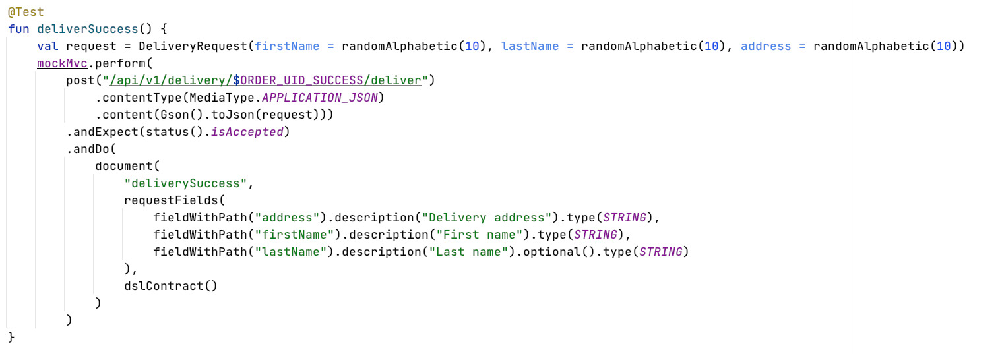 @Test
fun deliverSuccess() {
    val request = DeliveryRequest(firstName = randomAlphabetic(10), lastName = randomAlphabetic(10), address = randomAlphabetic(10))
    mockMvc.perform(
        post("/api/v1/delivery/$ORDER_UID_SUCCESS/deliver")
            .contentType(MediaType.APPLICATION_JSON)
            .content(Gson().toJson(request)))
        .andExpect(status().isAccepted)
        .andDo(
            document(
                "deliverySuccess",
                requestFields(
                    fieldWithPath("address").description("Delivery address").type(STRING),
                    fieldWithPath("firstName").description("First name").type(STRING),
                    fieldWithPath("lastName").description("Last name").optional().type(STRING)
                ),
                dslContract()
            )
        )
}